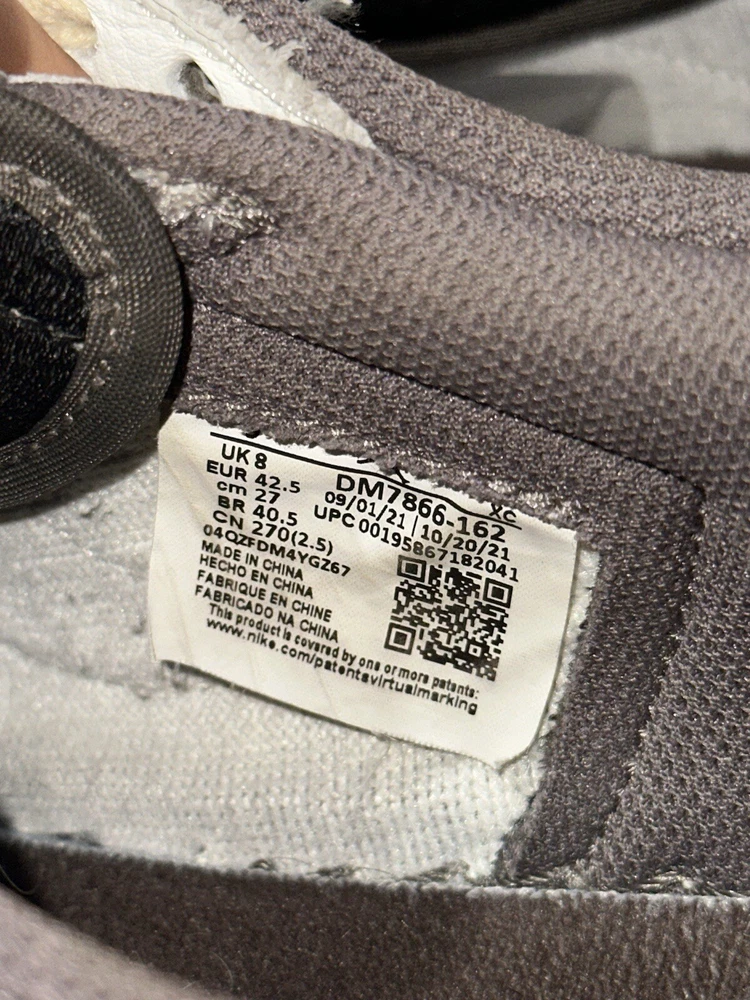 UK 8
EUR 42.5
cm 27
BR 40.5
CN 270(2.5)
04QZFDM4YGZ67
MADE IN CHINA
HECHO EN CHINA
FABRIQUE EN CHINE
FABRICADO NA CHINA
This product is covered by one or more patents:
www.nike.com/patentsvirtualmarking
XC
DM7866-162
09/01/21 | 10/20/21
UPC 00195867182041